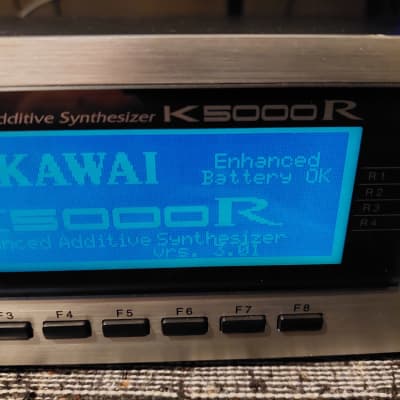 dditive Synthesizer K5000R
KAWAI
Enhanced
Battery OK
K5000R
anced Additive Synthesizer
vrs. 3.01
R1
R2
R3
R4
F3 F4 F5 F6 F7 F8